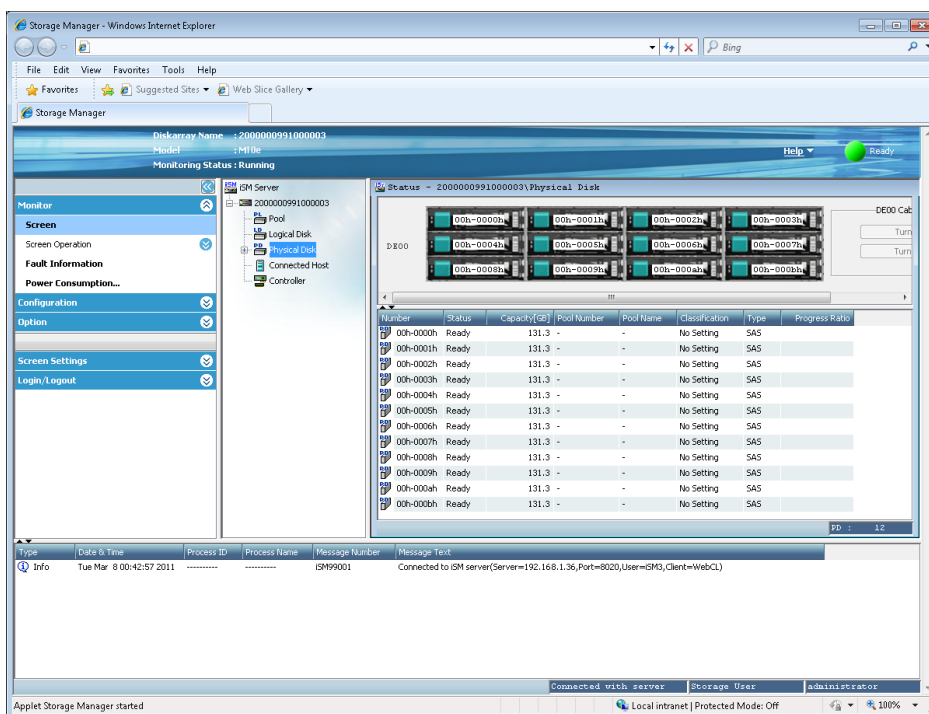 Storage Manager - Windows Internet Explorer
Bing
File Edit View Favorites Tools Help
Favorites Suggested Sites Web Slice Gallery
Storage Manager
Diskarray Name : 2000000991000003
Model : M10e
Monitoring Status : Running
Help
Ready
Monitor
Screen
Screen Operation
Fault Information
Power Consumption...
Configuration
Option
Screen Settings
Login/Logout
iSM Server
2000000991000003
Pool
Logical Disk
Physical Disk
Connected Host
Controller
Status - 2000000991000003\Physical Disk
DE00
00h-0000h 00h-0001h 00h-0002h 00h-0003h
00h-0004h 00h-0005h 00h-0006h 00h-0007h
00h-0008h 00h-0009h 00h-000ah 00h-000bh
DE00 Cab
Turn
Turn
Number Status Capacity[GB] Pool Number Pool Name Classification Type Progress Ratio
00h-0000h Ready 131.3 - - No Setting SAS
00h-0001h Ready 131.3 - - No Setting SAS
00h-0002h Ready 131.3 - - No Setting SAS
00h-0003h Ready 131.3 - - No Setting SAS
00h-0004h Ready 131.3 - - No Setting SAS
00h-0005h Ready 131.3 - - No Setting SAS
00h-0006h Ready 131.3 - - No Setting SAS
00h-0007h Ready 131.3 - - No Setting SAS
00h-0008h Ready 131.3 - - No Setting SAS
00h-0009h Ready 131.3 - - No Setting SAS
00h-000ah Ready 131.3 - - No Setting SAS
00h-000bh Ready 131.3 - - No Setting SAS
PD : 12
Type Date & Time Process ID Process Name Message Number Message Text
Info Tue Mar 8 00:42:57 2011 ---------- ---------- iSM99001 Connected to iSM server(Server=192.168.1.36,Port=8020,User=iSM3,Client=WebCL)
Connected with server Storage User administrator
Applet Storage Manager started
Local intranet | Protected Mode: Off
100%